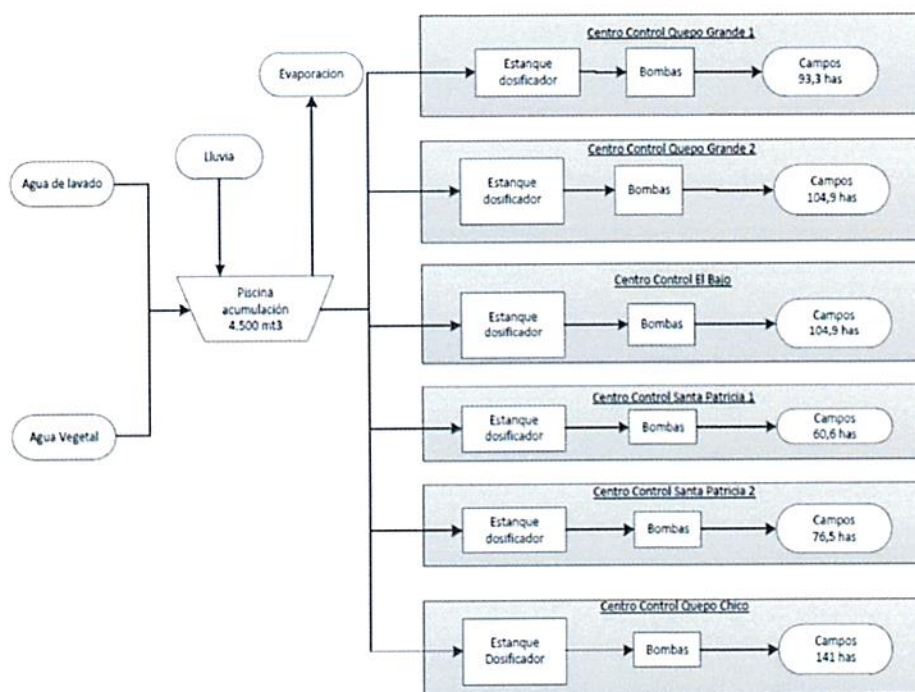 Agua de lavado
Agua Vegetal
Lluvia
Evaporacion
Piscina
acumulación
4.500 mt3
Centro Control Quepo Grande 1
Estanque
dosificador
Bombas
Campos
93,3 has
Centro Control Quepo Grande 2
Estanque
dosificador
Bombas
Campos
104,9 has
Centro Control El Bajo
Estanque
dosificador
Bombas
Campos
104,9 has
Centro Control Santa Patricia 1
Estanque
dosificador
Bombas
Campos
60,6 has
Centro Control Santa Patricia 2
Estanque
dosificador
Bombas
Campos
76,5 has
Centro Control Quepo Chico
Estanque
Dosificador
Bombas
Campos
141 has